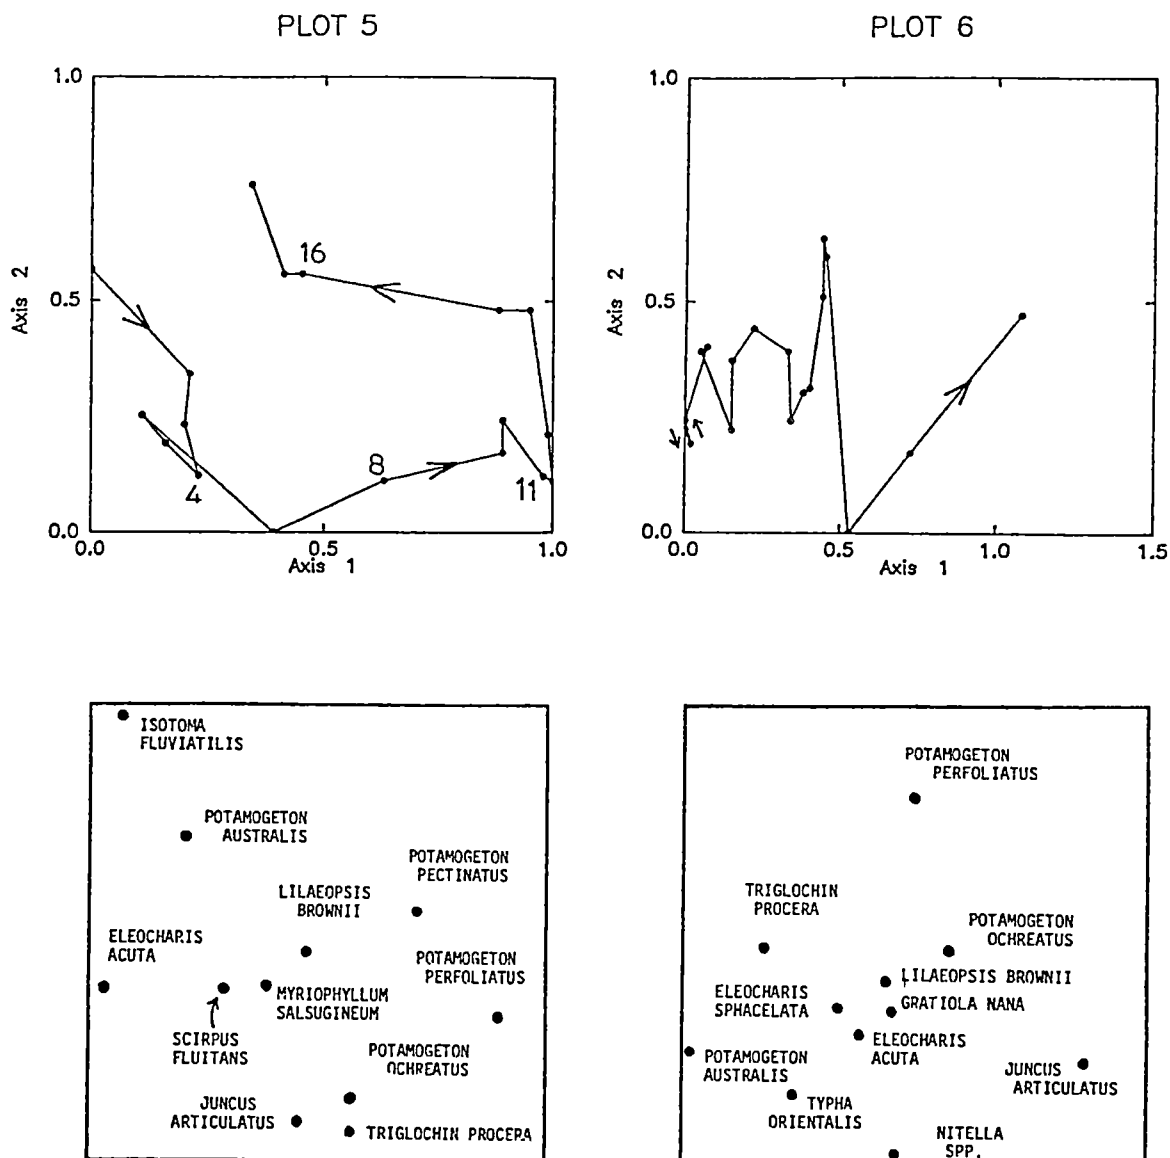 PLOT 5
1.0
0.5
0.0
Axis 2
16
4
8
11
0.0
0.5
1.0
Axis 1
PLOT 6
1.0
0.5
0.0
Axis 2
0.0
0.5
1.0
1.5
Axis 1
ISOTOMA
FLUVIATILIS
POTAMOGETON
AUSTRALIS
POTAMOGETON
PECTINATUS
LILAEOPSIS
BROWNII
ELEOCHARIS
ACUTA
POTAMOGETON
PERFOLIATUS
MYRIOPHYLLUM
SALSUGINEUM
SCIRPUS
FLUITANS
POTAMOGETON
OCHREATUS
JUNCUS
ARTICULATUS
TRIGLOCHIN PROCERA
POTAMOGETON
PERFOLIATUS
TRIGLOCHIN
PROCERA
POTAMOGETON
OCHREATUS
LILAEOPSIS BROWNII
ELEOCHARIS
SPHACELATA
GRATIOLA NANA
ELEOCHARIS
ACUTA
POTAMOGETON
AUSTRALIS
JUNCUS
ARTICULATUS
TYPHA
ORIENTALIS
NITELLA
SPP.